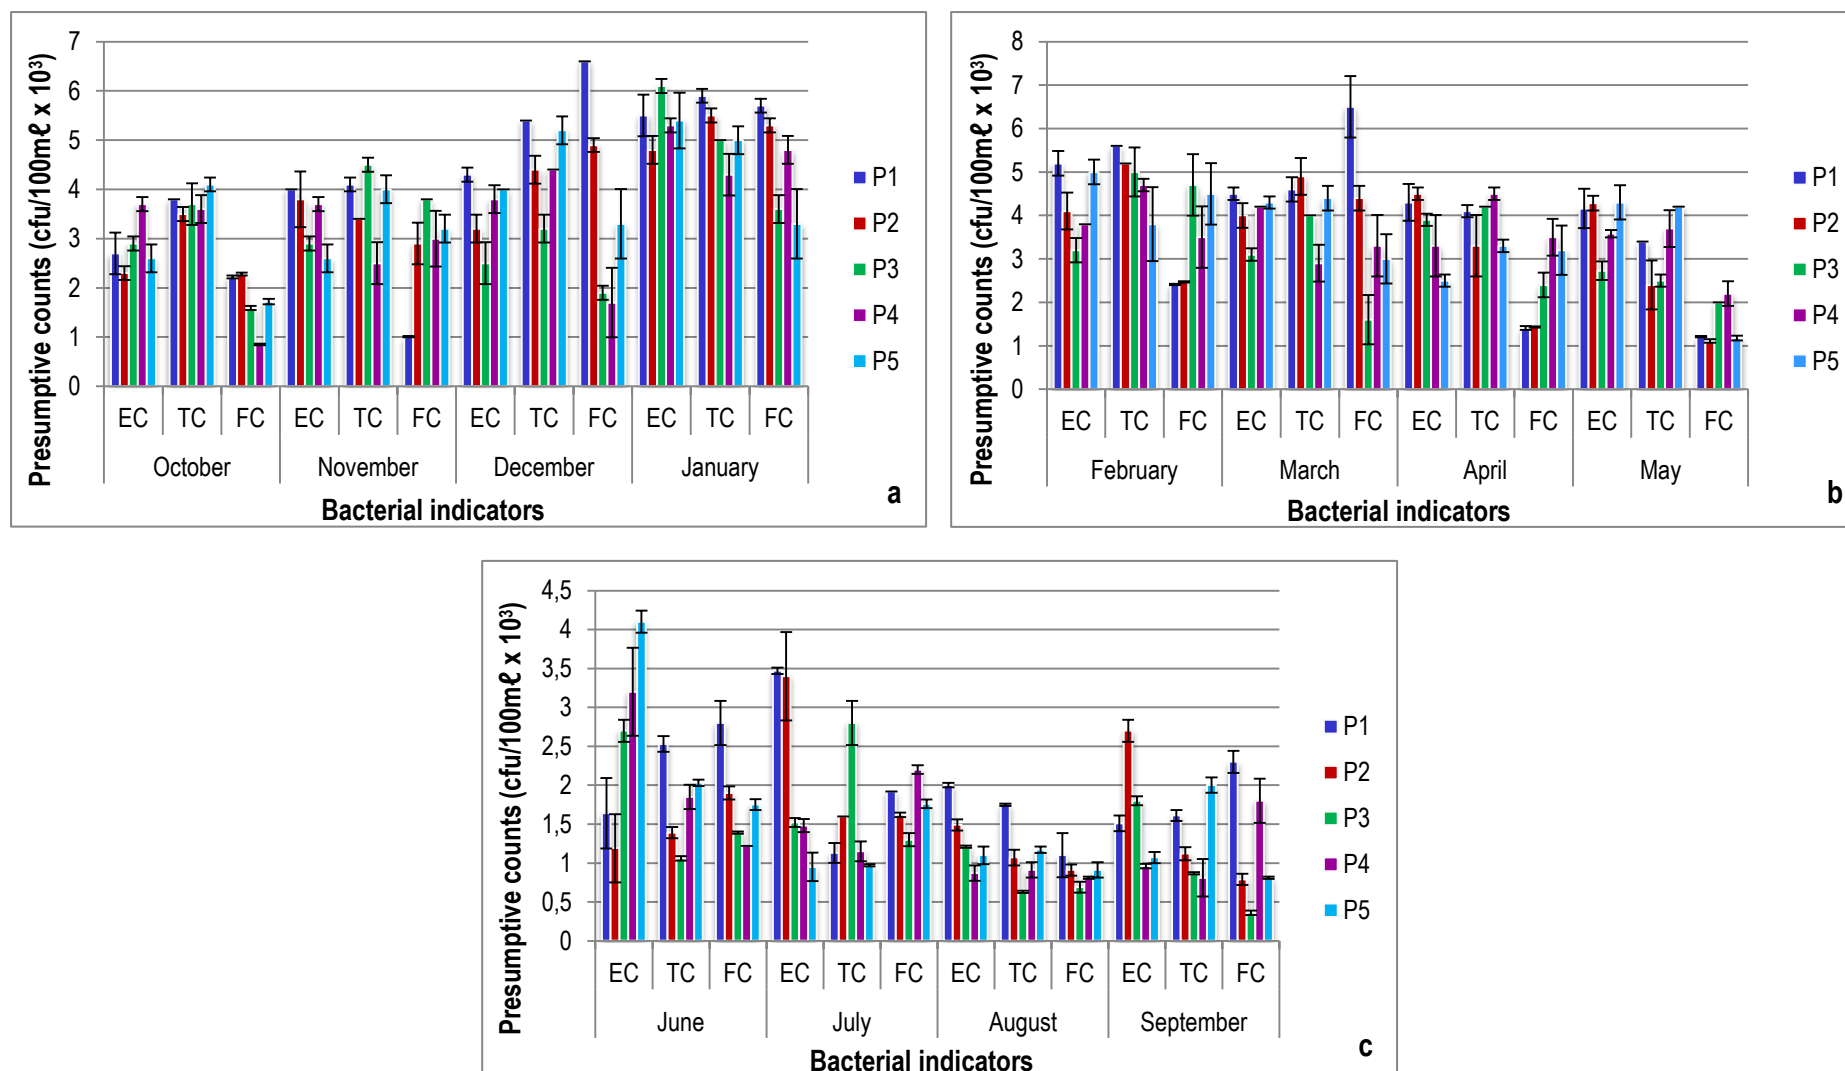 Presumptive counts (cfu/100mℓ x 10³)
7
6
5
4
3
2
1
0
EC TC FC EC TC FC EC TC FC EC TC FC
October November December January
Bacterial indicators
P1
P2
P3
P4
P5
a
Presumptive counts (cfu/100mℓ x 10³)
8
7
6
5
4
3
2
1
0
EC TC FC EC TC FC EC TC FC EC TC FC
February March April May
Bacterial indicators
P1
P2
P3
P4
P5
b
Presumptive counts (cfu/100mℓ x 10³)
4,5
4
3,5
3
2,5
2
1,5
1
0,5
0
EC TC FC EC TC FC EC TC FC EC TC FC
June July August September
Bacterial indicators
P1
P2
P3
P4
P5
c